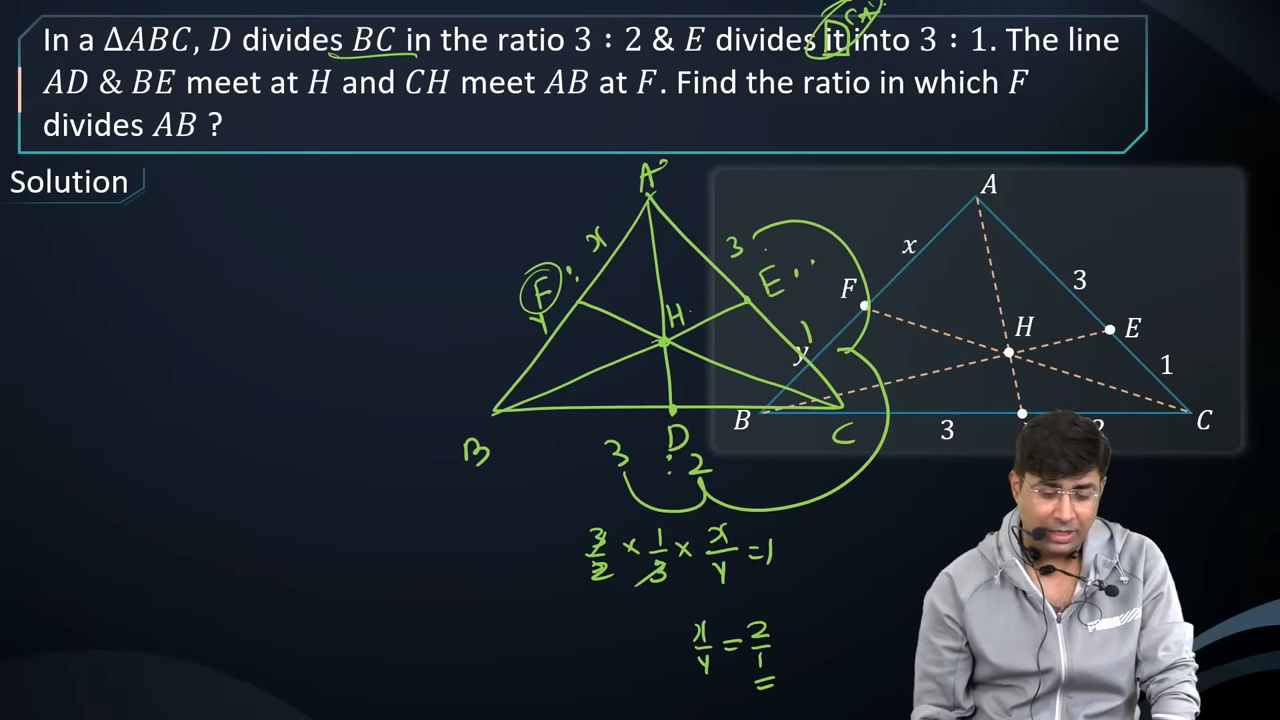 In a ΔABC, D divides BC in the ratio 3 : 2 & E divides it into 3 : 1. The line
AD & BE meet at H and CH meet AB at F. Find the ratio in which F
divides AB ?
Solution
A
x
3
F
E
y
H
1
B
C
D
3 : 2
3/2 × 1/3 × x/y = 1
x/y = 2/1
A
x
3
F
H
E
y
1
B
3
C